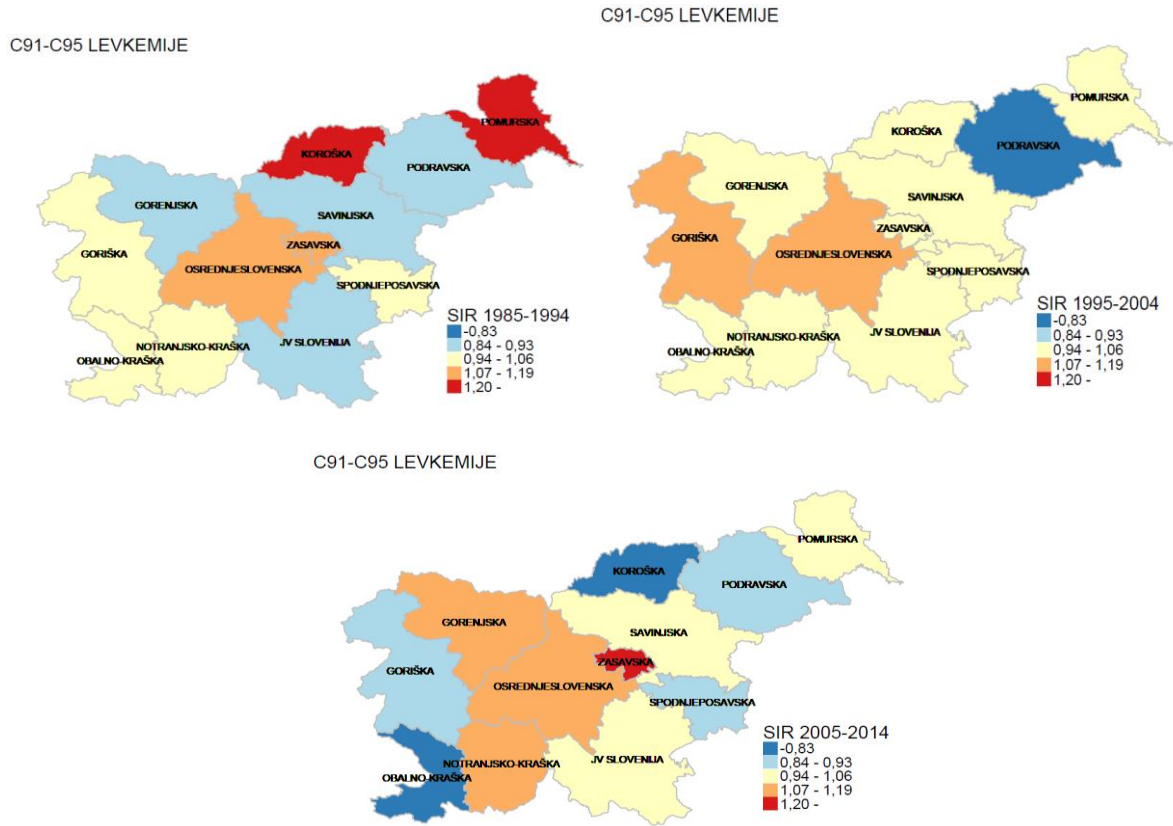 C91-C95 LEVKEMIJE
POMURSKA
KOROŠKA
PODRAVSKA
GORENJSKA
SAVINJSKA
ZASAVSKA
GORIŠKA
OSREDNJESLOVENSKA
SPODNJEPOSAVSKA
NOTRANJSKO-KRAŠKA
JV SLOVENIJA
OBALNO-KRAŠKA
SIR 1985-1994
-0,83
0,84 - 0,93
0,94 - 1,06
1,07 - 1,19
1,20 -
C91-C95 LEVKEMIJE
POMURSKA
KOROŠKA
PODRAVSKA
GORENJSKA
SAVINJSKA
ZASAVSKA
GORIŠKA
OSREDNJESLOVENSKA
SPODNJEPOSAVSKA
NOTRANJSKO-KRAŠKA
JV SLOVENIJA
OBALNO-KRAŠKA
SIR 1995-2004
-0,83
0,84 - 0,93
0,94 - 1,06
1,07 - 1,19
1,20 -
C91-C95 LEVKEMIJE
POMURSKA
KOROŠKA
PODRAVSKA
GORENJSKA
SAVINJSKA
ZASAVSKA
GORIŠKA
OSREDNJESLOVENSKA
SPODNJEPOSAVSKA
JV SLOVENIJA
NOTRANJSKO-KRAŠKA
OBALNO-KRAŠKA
SIR 2005-2014
-0,83
0,84 - 0,93
0,94 - 1,06
1,07 - 1,19
1,20 -